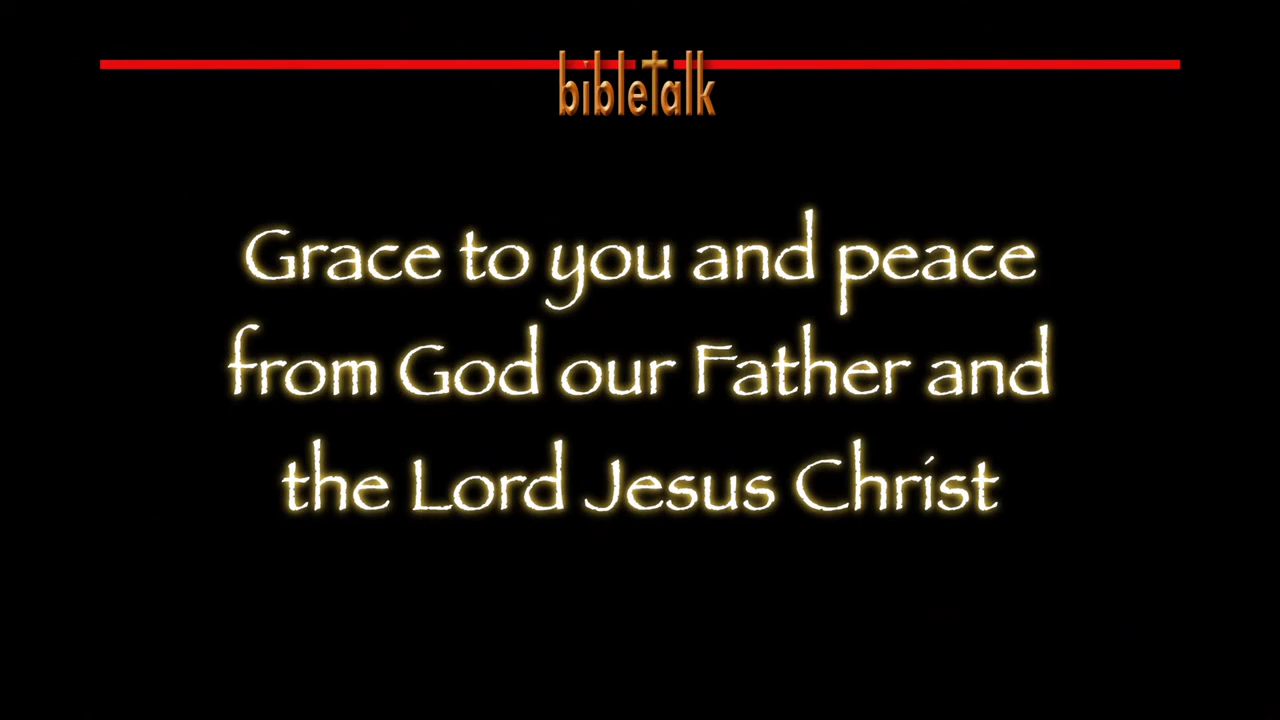 bibleTalk
Grace to you and peace
from God our Father and
the Lord Jesus Christ